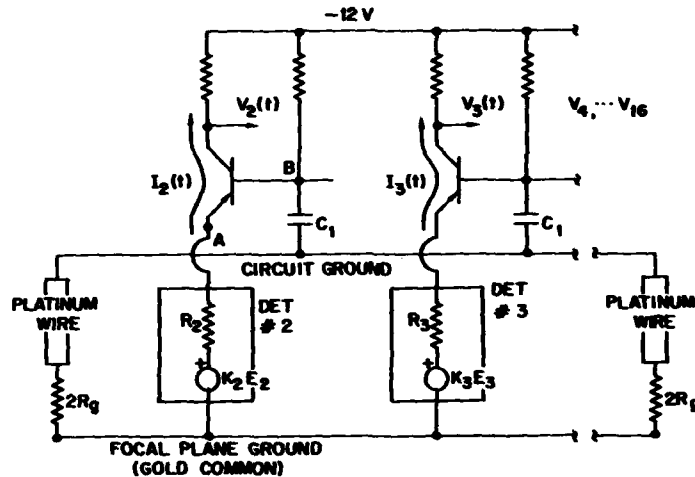 -12 V
V2(t)
V3(t)
V4, ... V16
B
I2(t)
I3(t)
C1
C1
A
CIRCUIT GROUND
PLATINUM
WIRE
DET
# 2
DET
# 3
PLATINUM
WIRE
R2
R3
K2E2
K3E3
2Rg
2Rg
FOCAL PLANE GROUND
(GOLD COMMON)